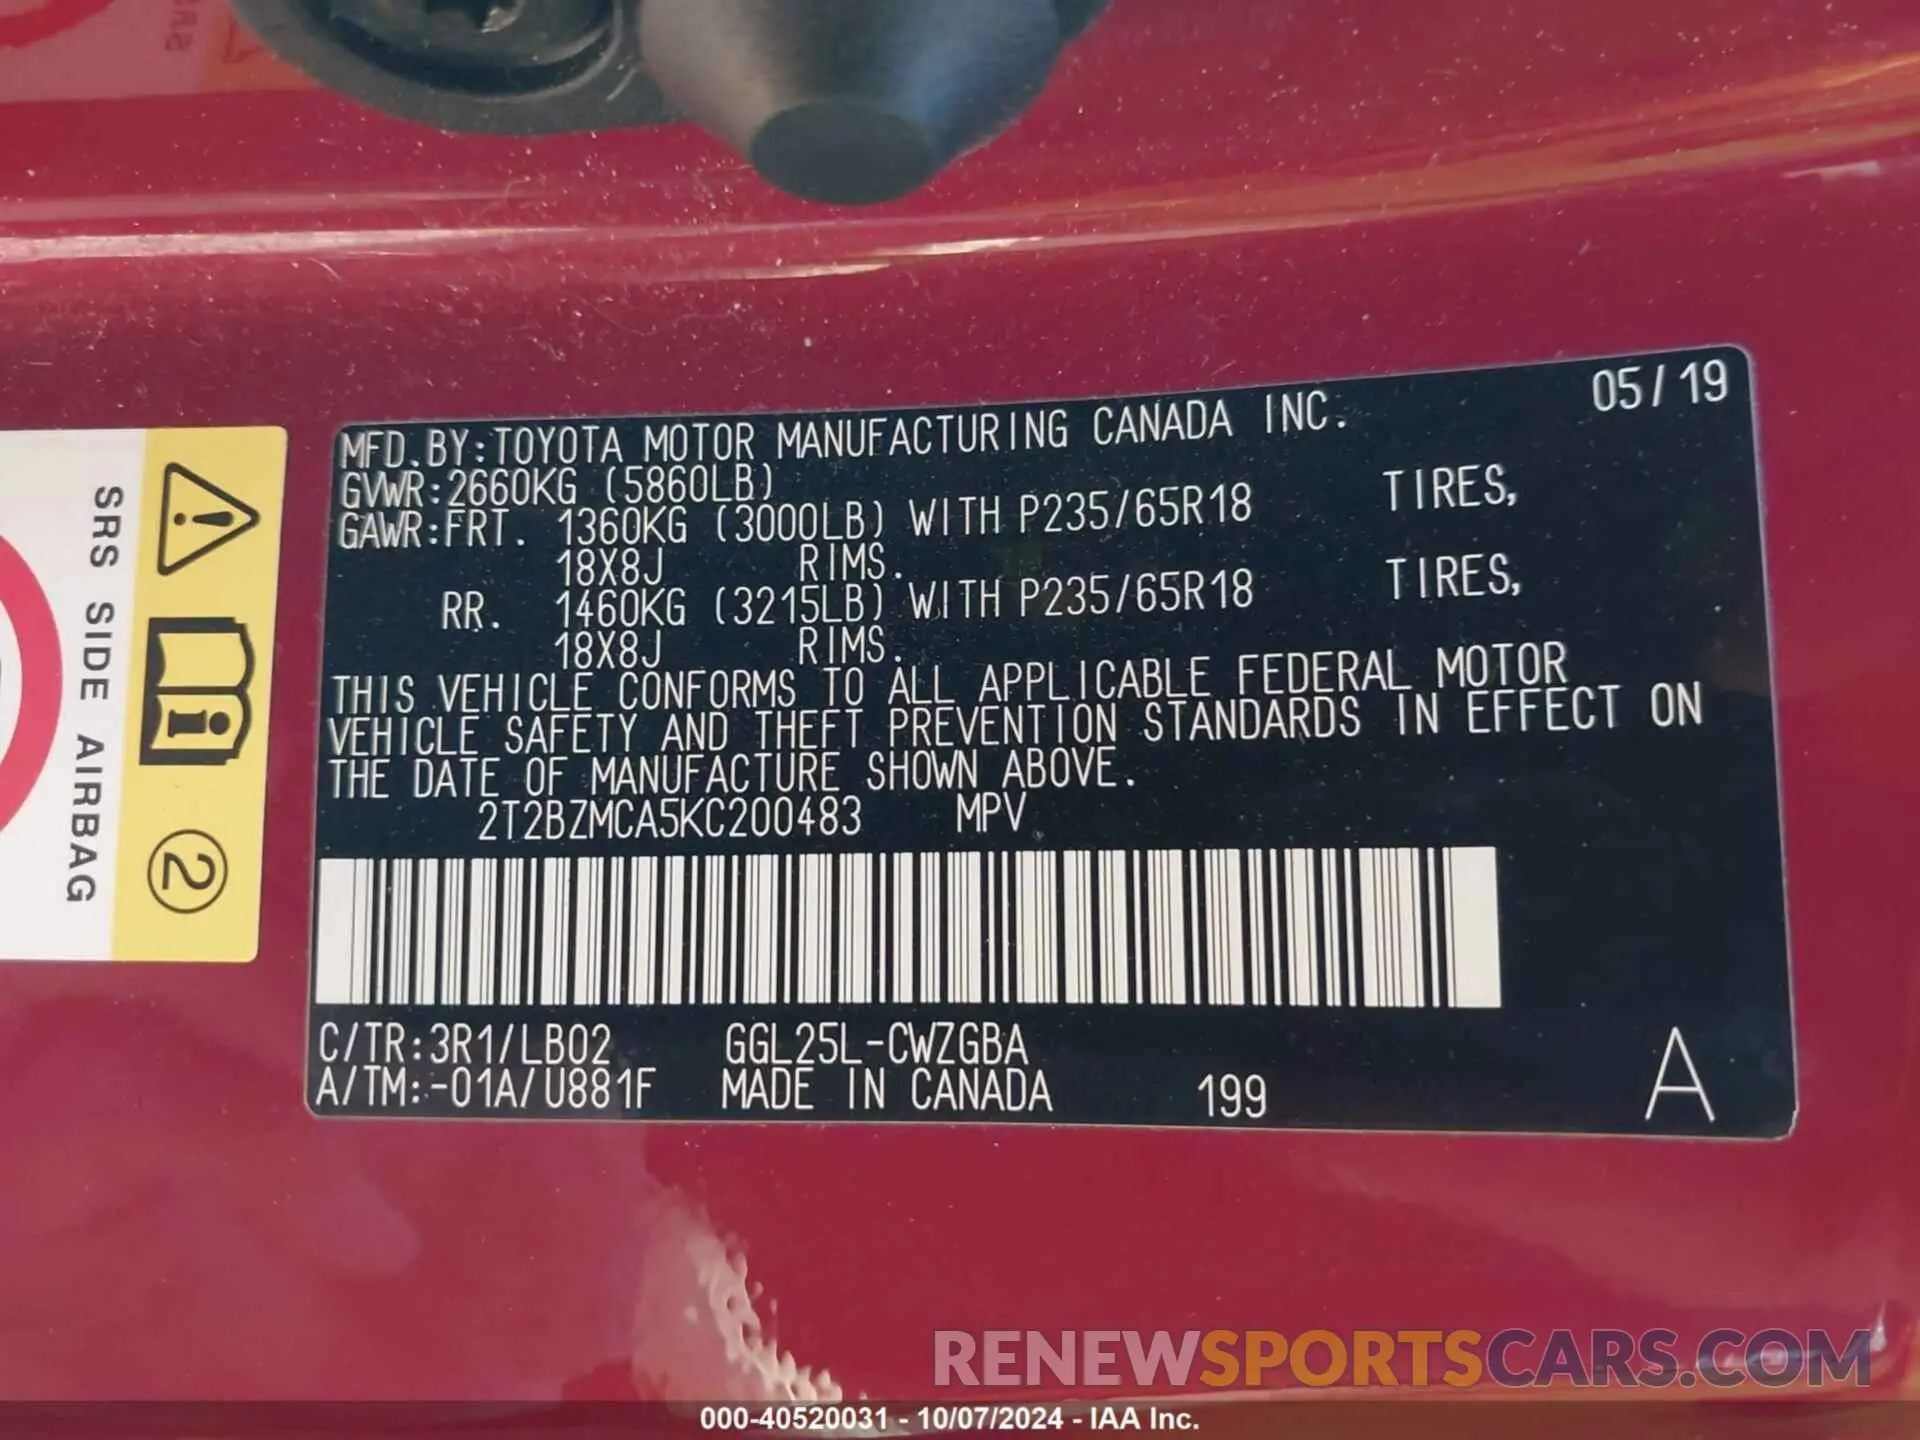 05/19
MFD.BY:TOYOTA MOTOR MANUFACTURING CANADA INC.
GVWR:2660KG (5860LB)
GAWR:FRT. 1360KG (3000LB) WITH P235/65R18 TIRES,
18X8J RIMS.
RR. 1460KG (3215LB) WITH P235/65R18 TIRES,
18X8J RIMS.
THIS VEHICLE CONFORMS TO ALL APPLICABLE FEDERAL MOTOR
VEHICLE SAFETY AND THEFT PREVENTION STANDARDS IN EFFECT ON
THE DATE OF MANUFACTURE SHOWN ABOVE.
2T2BZMCA5KC200483 MPV
C/TR:3R1/LB02 GGL25L-CWZGBA
A/TM:-01A/U881F MADE IN CANADA 199 A
SRS SIDE AIRBAG
2
RENEWSPORTSCARS.COM
000-40520031 - 10/07/2024 - IAA Inc.